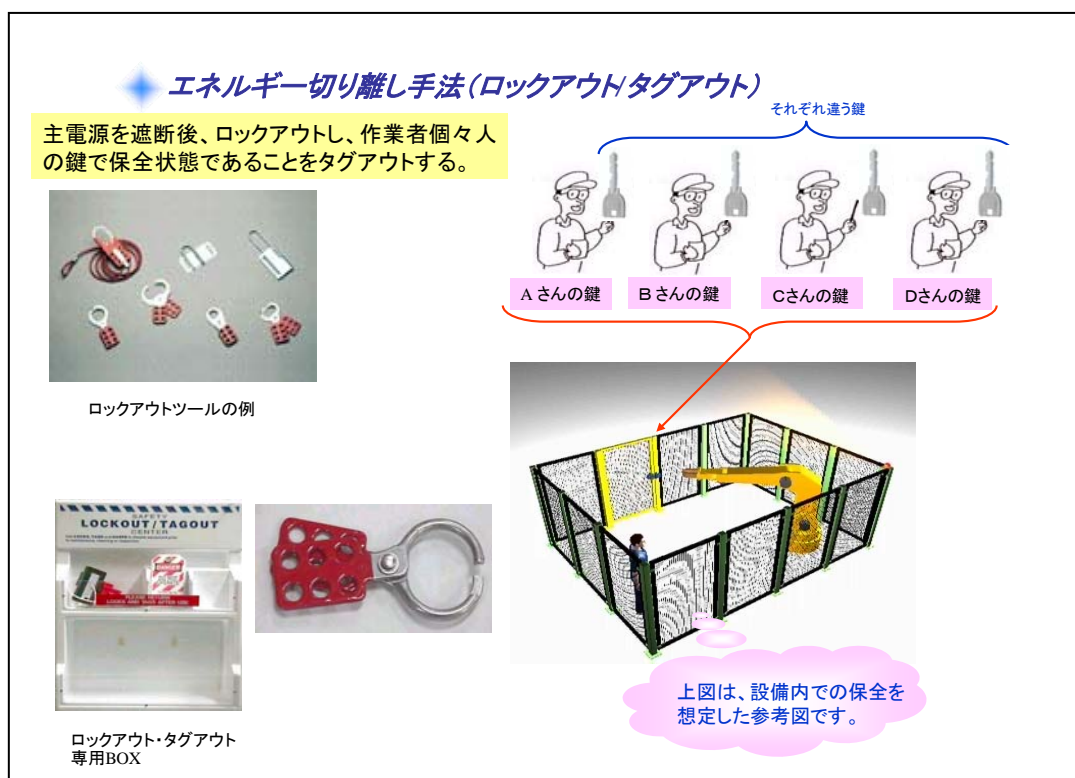 エネルギー切り離し手法(ロックアウト/タグアウト)
主電源を遮断後、ロックアウトし、作業者個々人
の鍵で保全状態であることをタグアウトする。
それぞれ違う鍵
Aさんの鍵
Bさんの鍵
Cさんの鍵
Dさんの鍵
ロックアウトツールの例
SAFETY
LOCKOUT/TAGOUT
CENTER
DANGER
PLEASE RETURN
LOCKS AND TAGS AFTER USE
上図は、設備内での保全を
想定した参考図です。
ロックアウト・タグアウト
専用BOX